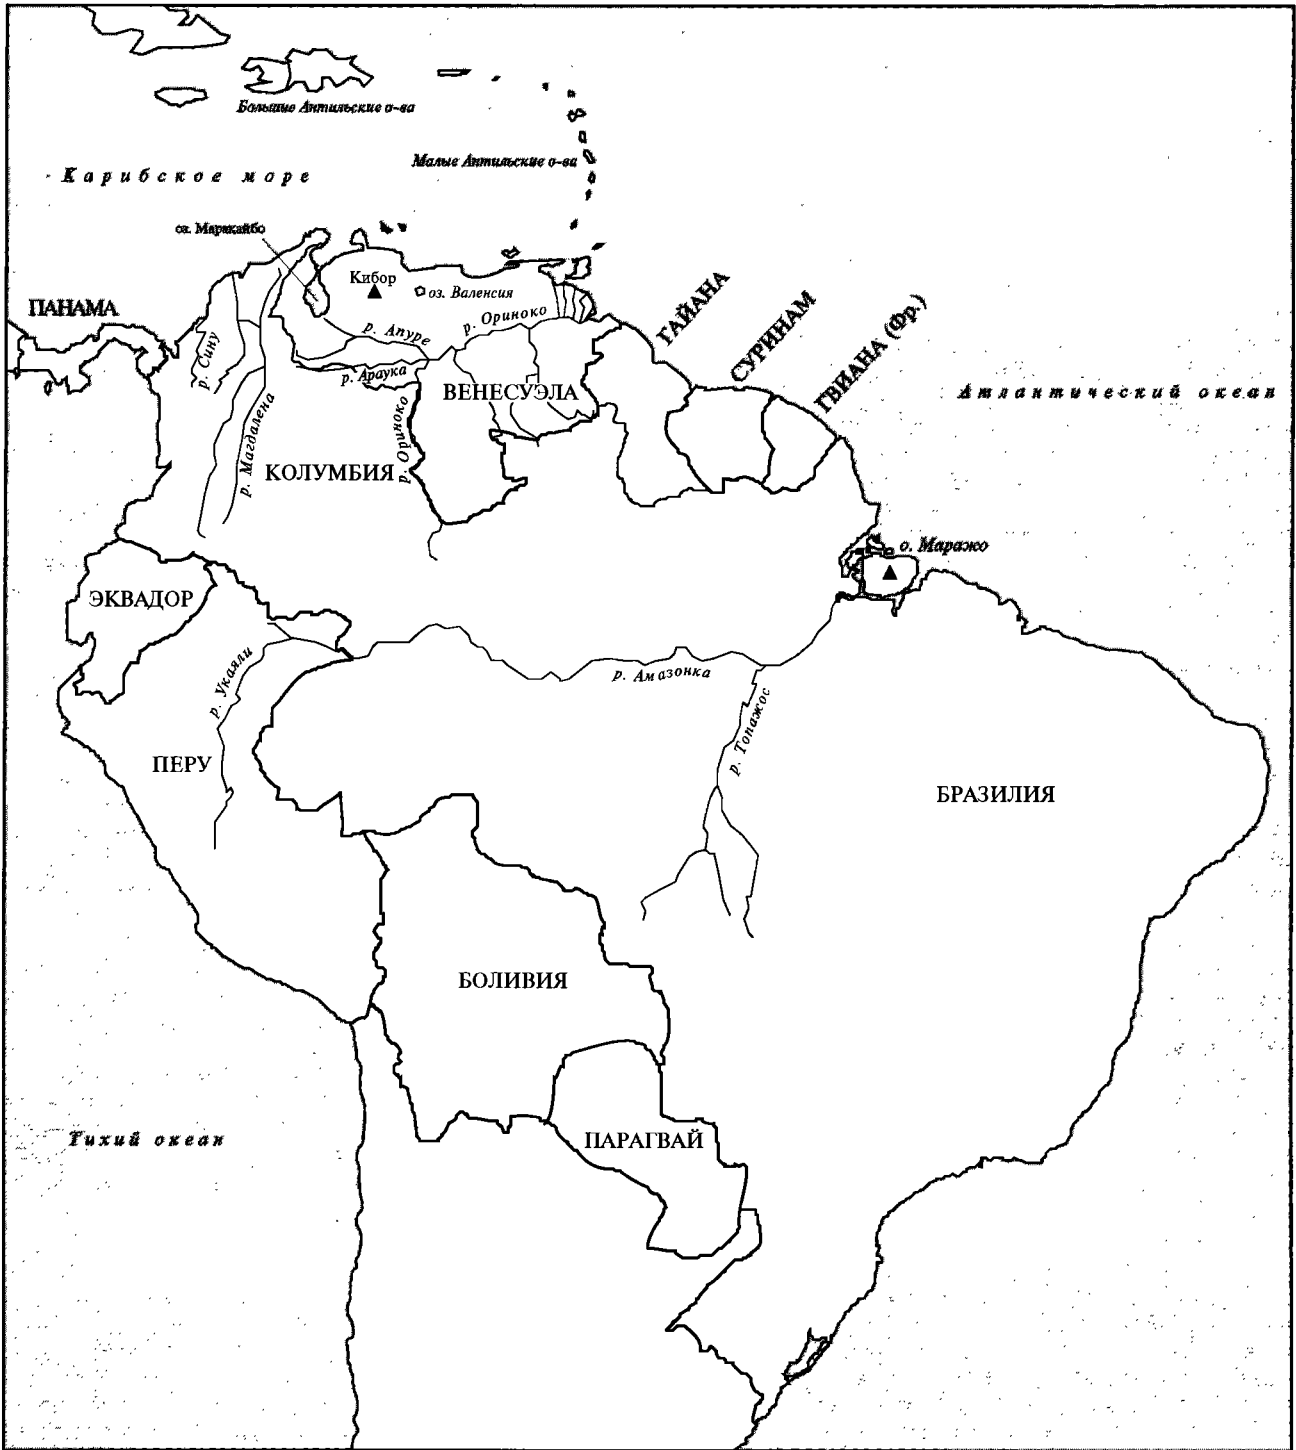 Большие Антильские о-ва
Малые Антильские о-ва
Карибское море
оз. Маракайбо
Кибор
оз. Валенсия
ПАНАМА
р. Сину
р. Апуре
р. Ориноко
р. Араука
ВЕНЕСУЭЛА
ГАЙАНА
СУРИНАМ
ГВИАНА (Фр.)
Атлантический океан
р. Магдалена
р. Ориноко
КОЛУМБИЯ
о. Маражо
ЭКВАДОР
р. Укаяли
р. Амазонка
р. Топажос
ПЕРУ
БРАЗИЛИЯ
БОЛИВИЯ
Тихий океан
ПАРАГВАЙ